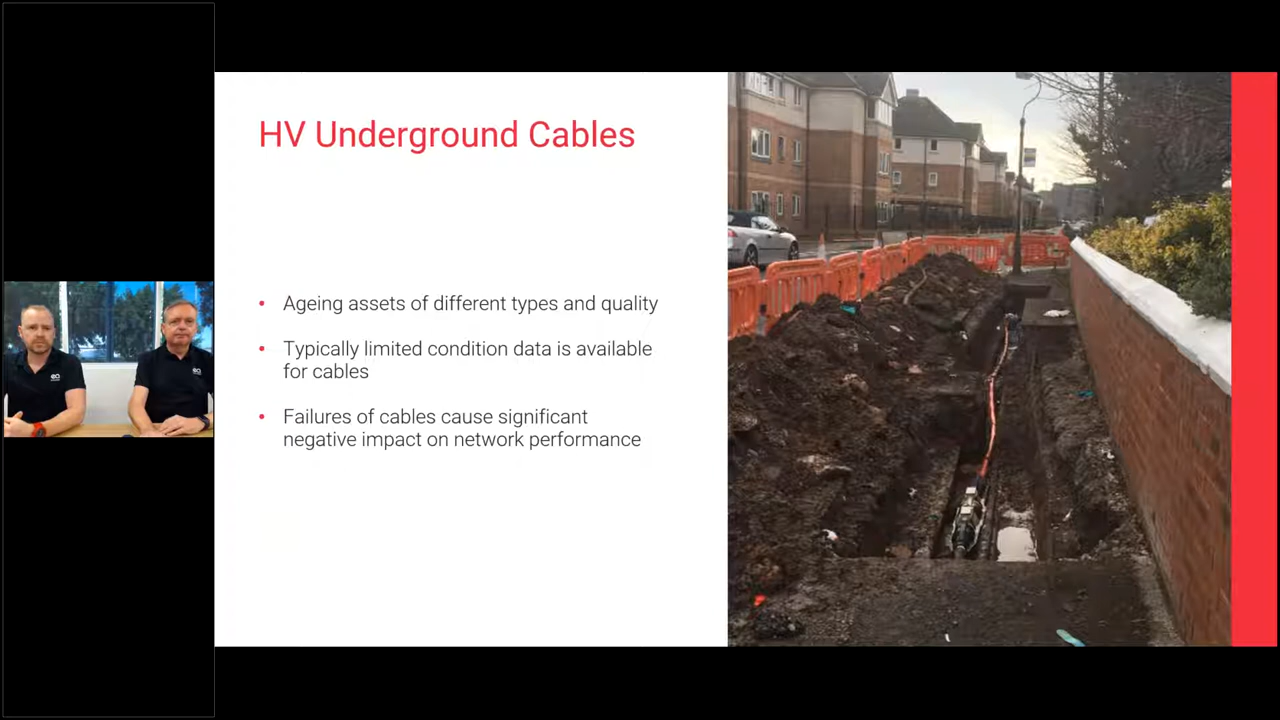 HV Underground Cables
• Ageing assets of different types and quality
• Typically limited condition data is available
for cables
• Failures of cables cause significant
negative impact on network performance